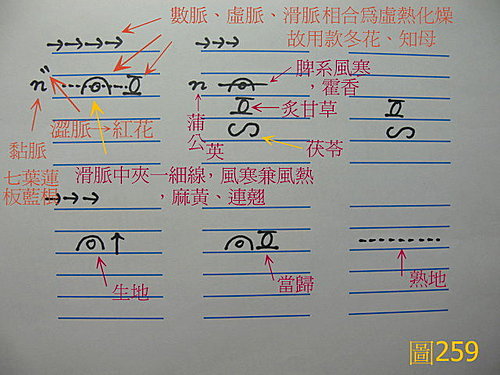 數脈、虛脈、滑脈相合為虛熱化燥
故用款冬花、知母
n"
n
脾系風寒
，藿香
澀脈→紅花
炙甘草
蒲公英
茯苓
黏脈
七葉蓮
板藍根
滑脈中夾一細線，風寒兼風熱
，麻黃、連翹
生地
當歸
熟地
圖259